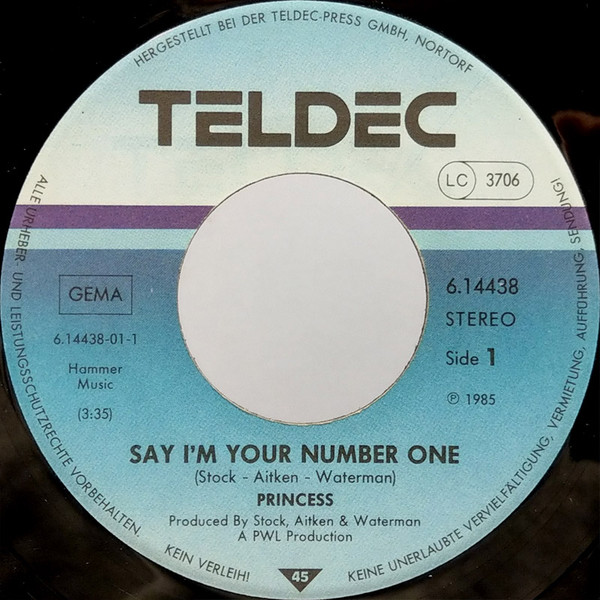 HERGESTELLT BEI DER TELDEC-PRESS GMBH, NORTORF
TELDEC
LC 3706
GEMA
6.14438-01-1
Hammer
Music
(3:35)
6.14438
STEREO
Side 1
℗ 1985
SAY I'M YOUR NUMBER ONE
(Stock - Aitken - Waterman)
PRINCESS
Produced By Stock, Aitken & Waterman
A PWL Production
45
ALLE URHEBER- UND LEISTUNGSSCHUTZRECHTE VORBEHALTEN.
KEIN VERLEIH! KEINE UNERLAUBTE VERVIELFÄLTIGUNG, VERMIETUNG, AUFFÜHRUNG, SENDUNG!